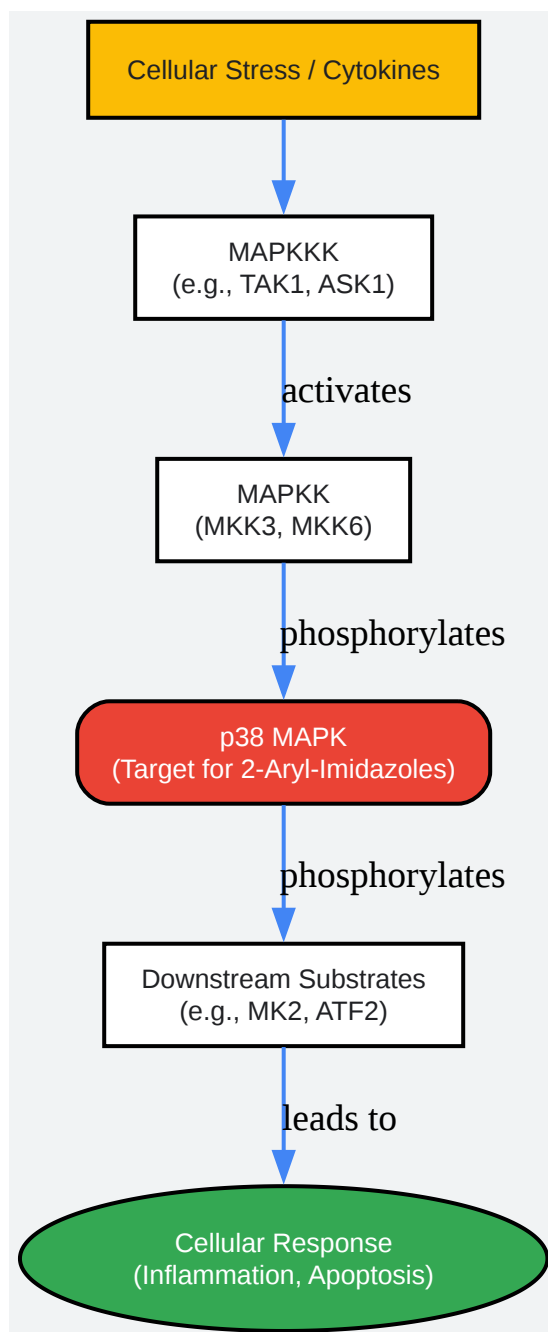 Cellular Stress / Cytokines
MAPKKK
(e.g., TAK1, ASK1)
activates
MAPKK
(MKK3, MKK6)
phosphorylates
p38 MAPK
(Target for 2-Aryl-Imidazoles)
phosphorylates
Downstream Substrates
(e.g., MK2, ATF2)
leads to
Cellular Response
(Inflammation, Apoptosis)